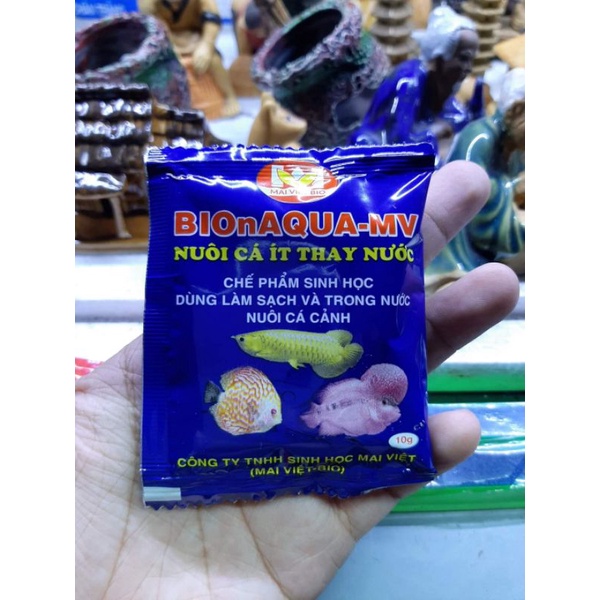 MAI VIỆT BIO
BIOnAQUA-MV
NUÔI CÁ ÍT THAY NƯỚC
CHẾ PHẨM SINH HỌC
DÙNG LÀM SẠCH VÀ TRONG NƯỚC
NUÔI CÁ CẢNH
10g
CÔNG TY TNHH SINH HỌC MAI VIỆT
(MAI VIỆT-BIO)